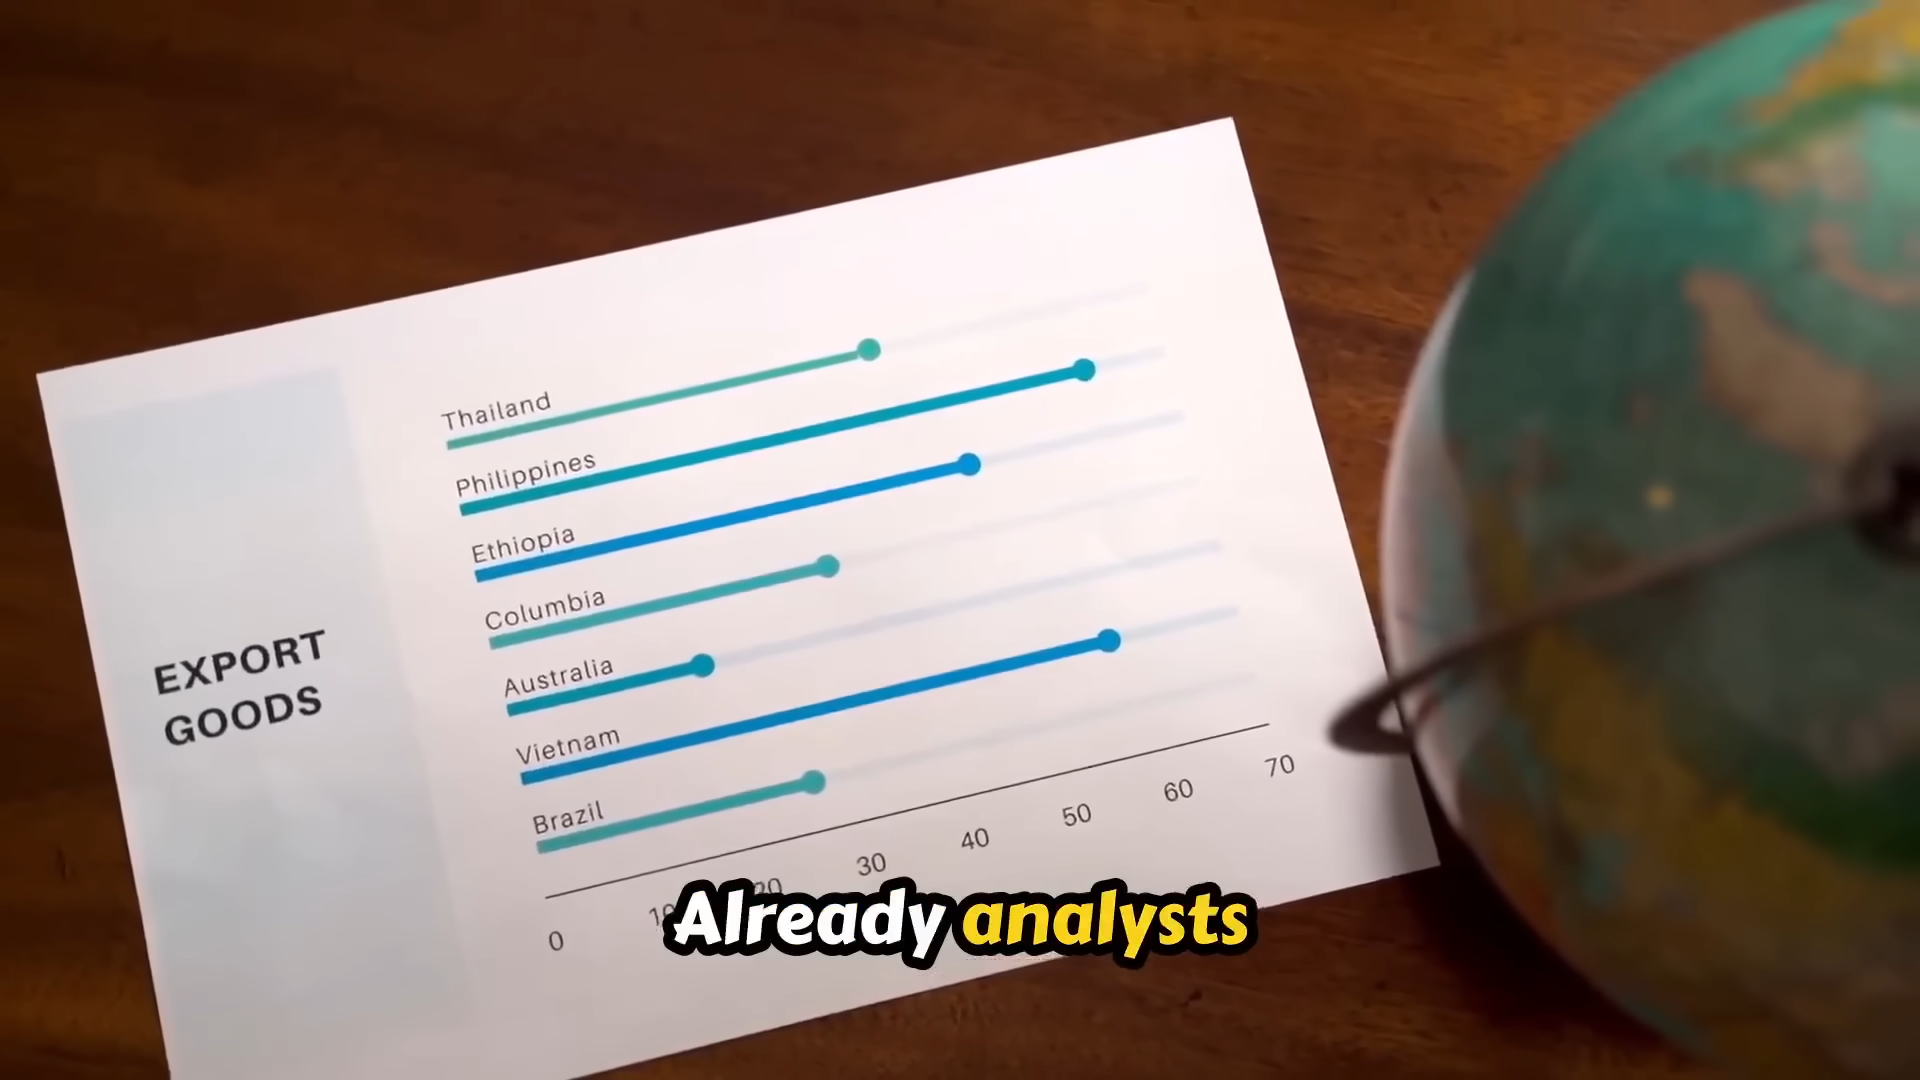 EXPORT
GOODS
Thailand
Philippines
Ethiopia
Columbia
Australia
Vietnam
Brazil
0
30
40
50
60
70
Already analysts